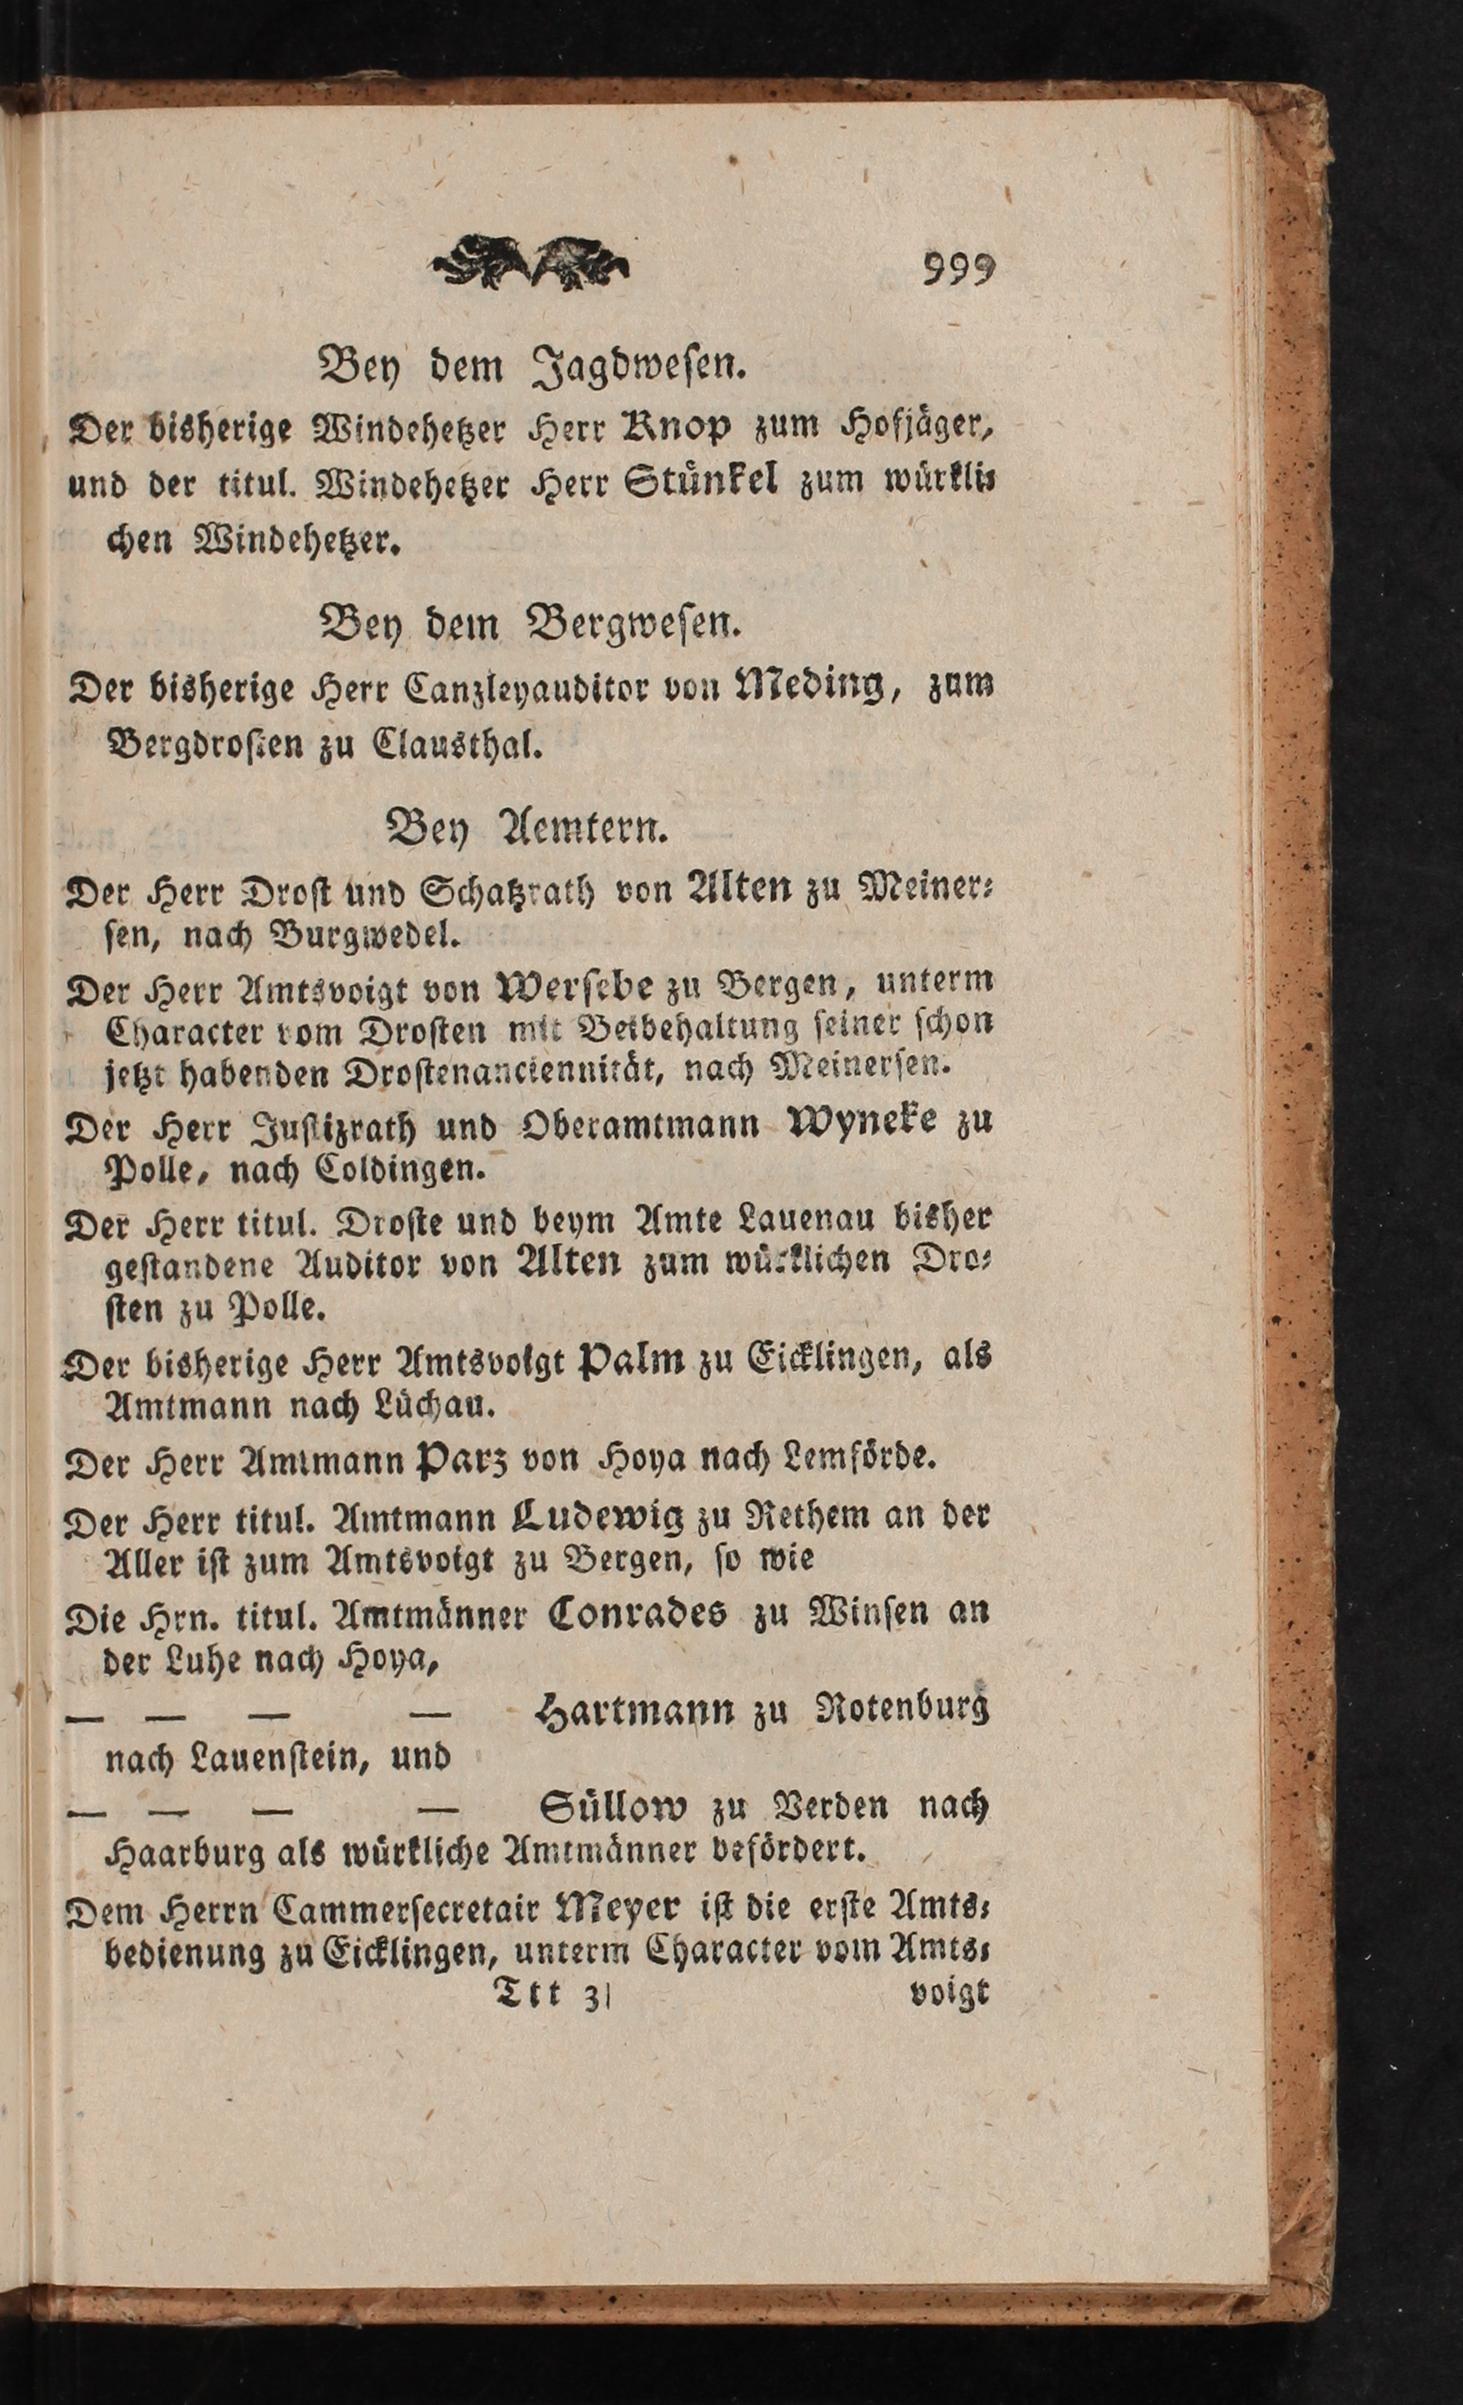 999
Bey dem Jagdwesen.
Der bisherige Windehetzer Herr Knop zum Hofjäger,
und der titul. Windehetzer Herr Stünkel zum würkli-
chen Windehetzer.
Bey dem Bergwesen.
Der bisherige Herr Canzleyauditor von Meding, zum
Bergdrosten zu Clausthal.
Bey Aemtern.
Der Herr Drost und Schatzrath von Alten zu Meiner-
sen, nach Burgwedel.
Der Herr Amtsvoigt von Wersebe zu Bergen, unterm
Character vom Drosten mit Beibehaltung seiner schon
jetzt habenden Drostenanciennität, nach Meinersen.
Der Herr Justizrath und Oberamtmann Wyneke zu
Polle, nach Coldingen.
Der Herr titul. Droste und beym Amte Lauenau bisher
gestandene Auditor von Alten zum würklichen Dro-
sten zu Polle.
Der bisherige Herr Amtsvoigt Palm zu Eicklingen, als
Amtmann nach Lüchau.
Der Herr Amtmann Parz von Hoya nach Lemförde.
Der Herr titul. Amtmann Ludewig zu Rethem an der
Aller ist zum Amtsvoigt zu Bergen, so wie
Die Hrn. titul. Amtmänner Conrades zu Winsen an
der Luhe nach Hoya,
— — — — Hartmann zu Rotenburg
nach Lauenstein, und
— — — — Süllow zu Verden nach
Haarburg als würkliche Amtmänner befördert.
Dem Herrn Cammersecretair Meyer ist die erste Amts-
bedienung zu Eicklingen, unterm Character vom Amts-
Ttt 3 voigt